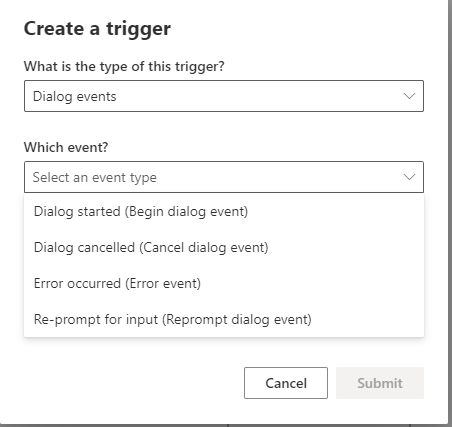 Create a trigger
What is the type of this trigger?
Dialog events
Which event?
Select an event type
Dialog started (Begin dialog event)
Dialog cancelled (Cancel dialog event)
Error occurred (Error event)
Re-prompt for input (Reprompt dialog event)
Cancel
Submit